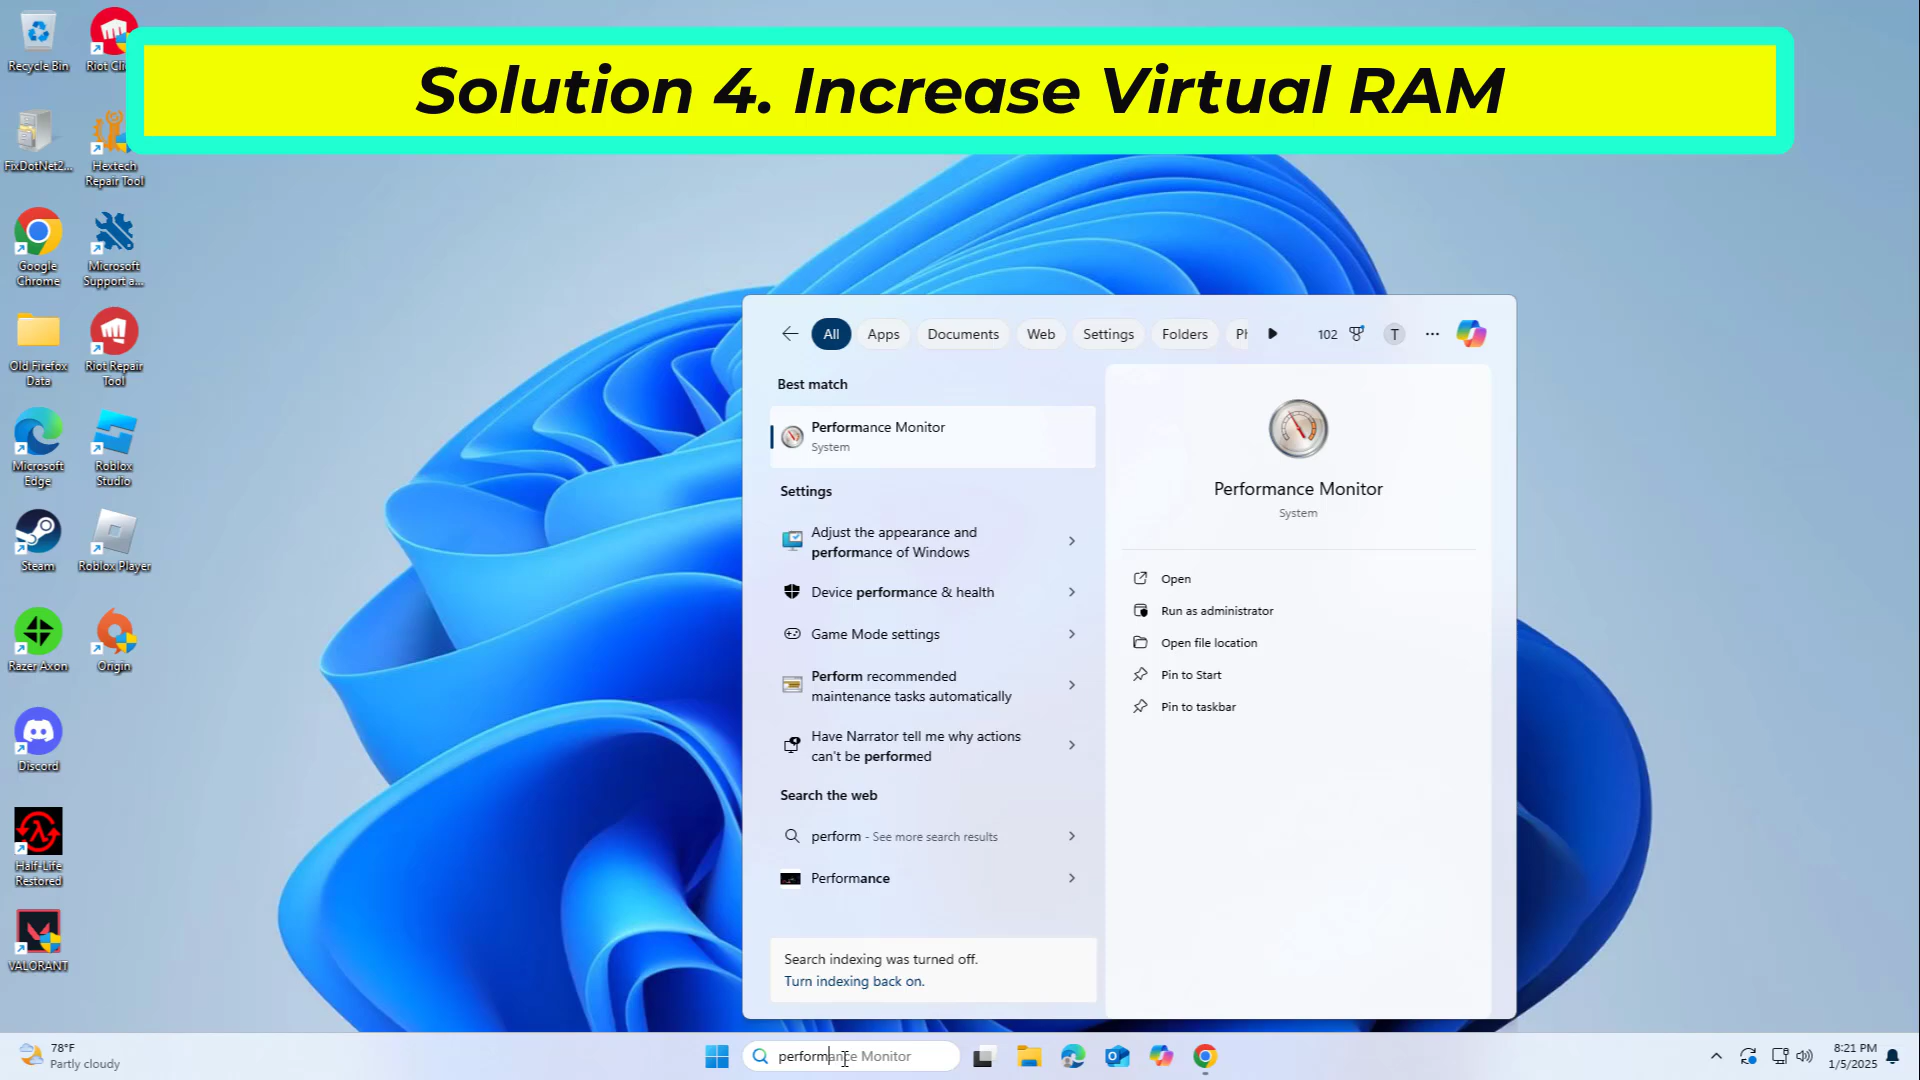 Solution 4. Increase Virtual RAM
Recycle Bin
Riot Cli
FixDotNet2...
Hextech
Repair Tool
Google
Chrome
Microsoft
Support a...
Old Firefox
Data
Riot Repair
Tool
Microsoft
Edge
Roblox
Studio
Steam
Roblox Player
Razer Axon
Origin
Discord
Half-Life
Restored
VALORANT
All
Apps
Documents
Web
Settings
Folders
Ph
102
T
Best match
Performance Monitor
System
Settings
Adjust the appearance and
performance of Windows
Device performance & health
Game Mode settings
Perform recommended
maintenance tasks automatically
Have Narrator tell me why actions
can't be performed
Search the web
perform - See more search results
Performance
Search indexing was turned off.
Turn indexing back on.
Performance Monitor
System
Open
Run as administrator
Open file location
Pin to Start
Pin to taskbar
78°F
Partly cloudy
performance Monitor
8:21 PM
1/5/2025